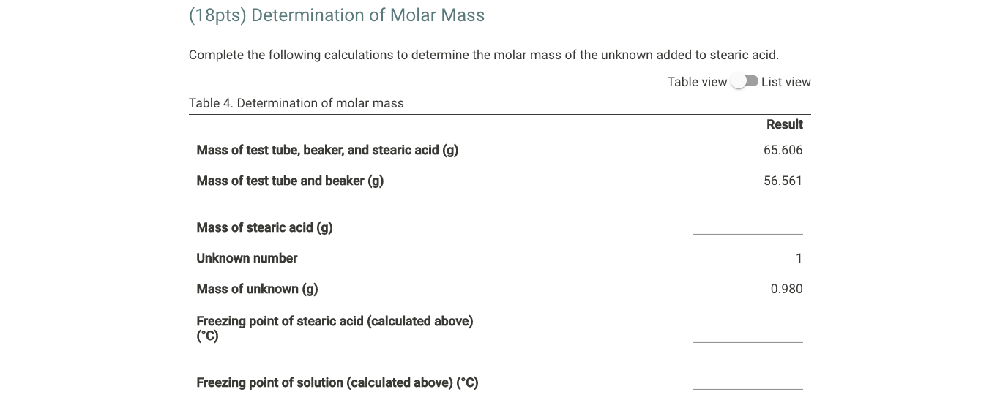 (18pts) Determination of Molar Mass
Complete the following calculations to determine the molar mass of the unknown added to stearic acid.
Table view List view
Table 4. Determination of molar mass
Result
Mass of test tube, beaker, and stearic acid (g) 65.606
Mass of test tube and beaker (g) 56.561
Mass of stearic acid (g)
Unknown number 1
Mass of unknown (g) 0.980
Freezing point of stearic acid (calculated above)
(°C)
Freezing point of solution (calculated above) (°C)